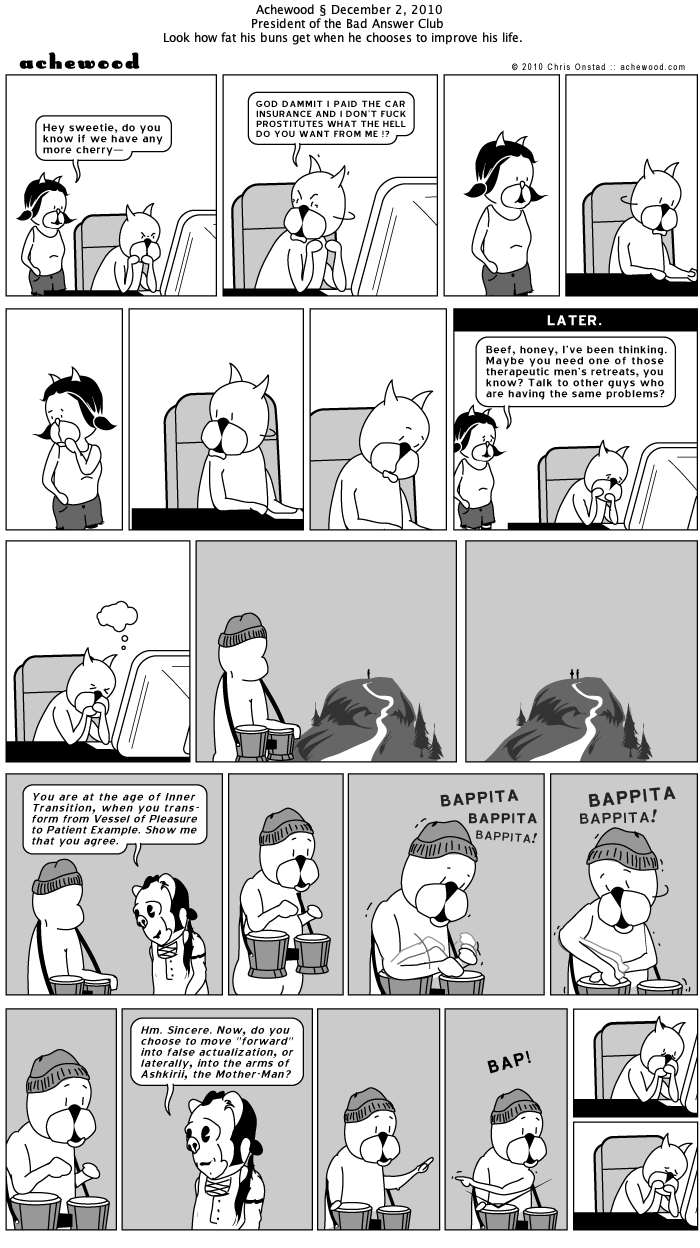 Achewood § December 2, 2010
President of the Bad Answer Club
Look how fat his buns get when he chooses to improve his life.
achewood
© 2010 Chris Onstad :: achewood.com
Hey sweetie, do you
know if we have any
more cherry—
GOD DAMMIT I PAID THE CAR
INSURANCE AND I DON'T FUCK
PROSTITUTES WHAT THE HELL
DO YOU WANT FROM ME !?
LATER.
Beef, honey, I've been thinking.
Maybe you need one of those
therapeutic men's retreats, you
know? Talk to other guys who
are having the same problems?
You are at the age of Inner
Transition, when you trans-
form from Vessel of Pleasure
to Patient Example. Show me
that you agree.
BAPPITA
BAPPITA
BAPPITA!
BAPPITA
BAPPITA!
Hm. Sincere. Now, do you
choose to move "forward"
into false actualization, or
laterally, into the arms of
Ashkirii, the Mother-Man?
BAP!